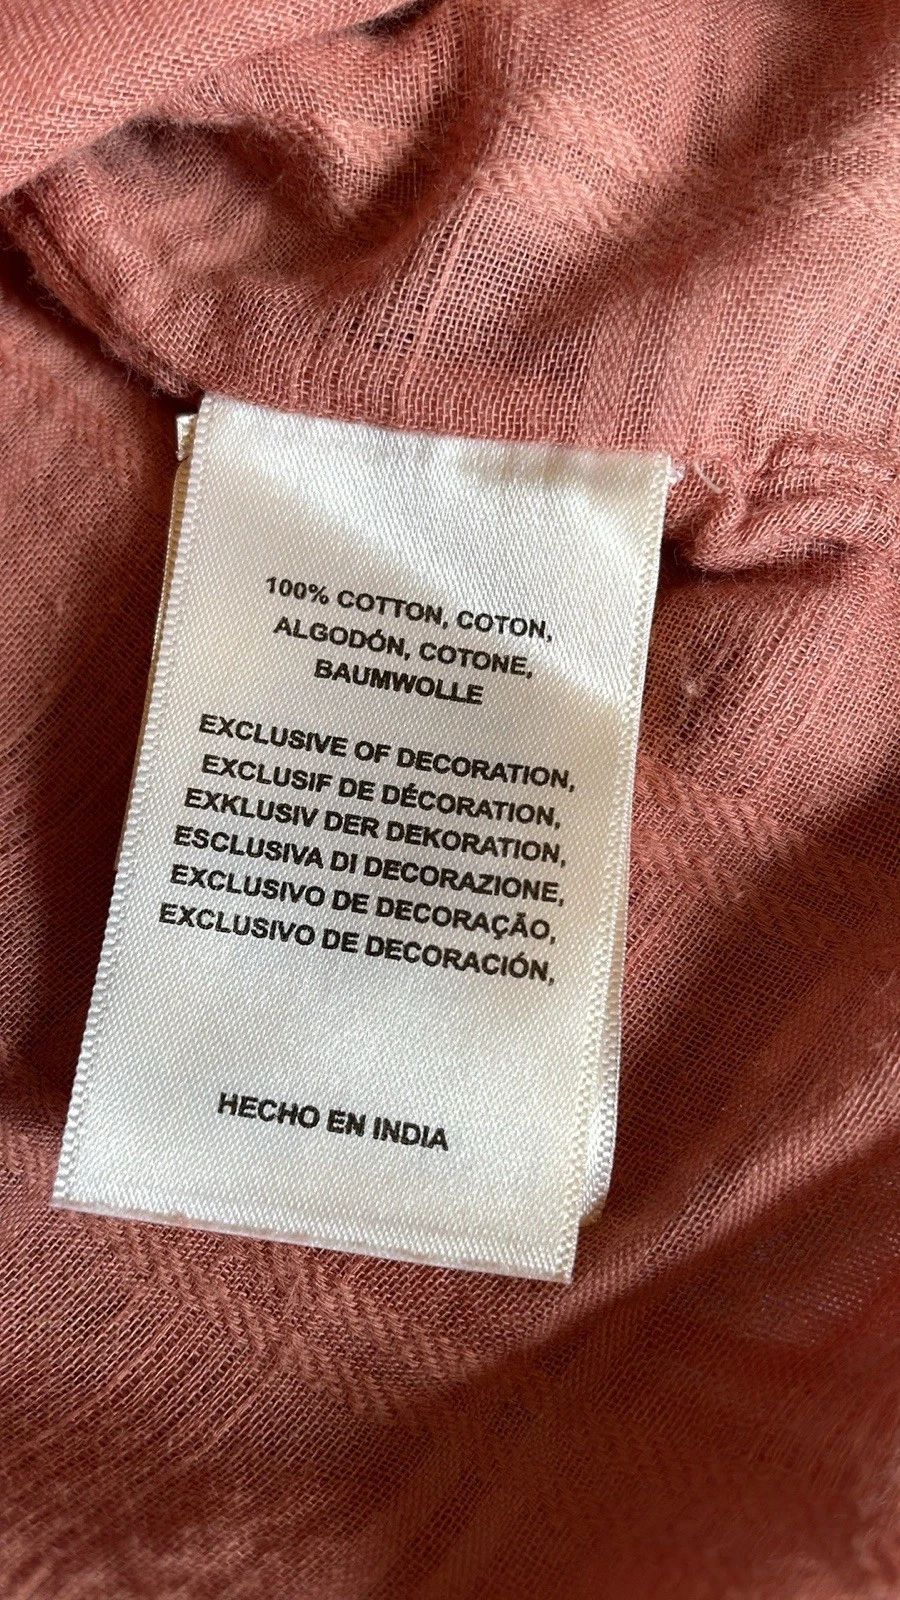 100% COTTON, COTON,
ALGODÓN, COTONE,
BAUMWOLLE
EXCLUSIVE OF DECORATION,
EXCLUSIF DE DÉCORATION,
EXKLUSIV DER DEKORATION,
ESCLUSIVA DI DECORAZIONE,
EXCLUSIVO DE DECORAÇÃO,
EXCLUSIVO DE DECORACIÓN,
HECHO EN INDIA